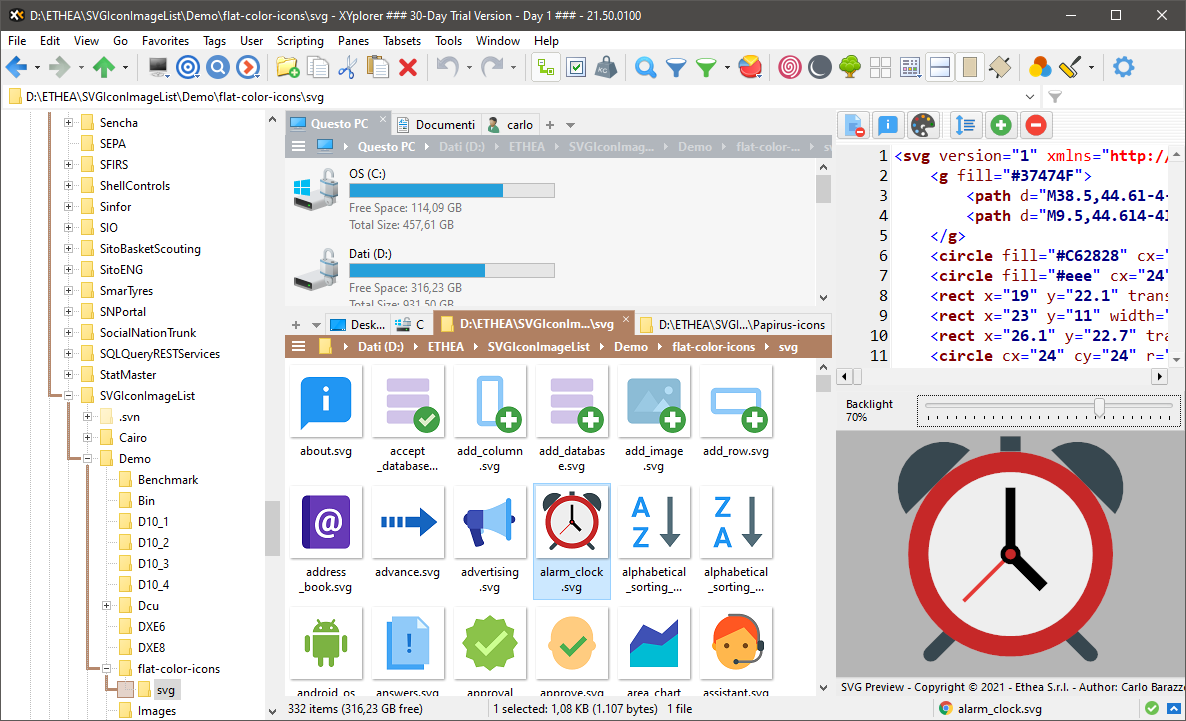 D:\ETHEA\SVGIconImageList\Demo\flat-color-icons\svg - XYplorer ### 30-Day Trial Version - Day 1 ### - 21.50.0100
File Edit View Go Favorites Tags User Scripting Panes Tabsets Tools Window Help
D:\ETHEA\SVGIconImageList\Demo\flat-color-icons\svg
Sencha
SEPA
SFIRS
ShellControls
Sinfor
SIO
SitoBasketScouting
SitoENG
SmarTyres
SNPortal
SocialNationTrunk
SQLQueryRESTServices
StatMaster
SVGIconImageList
.svn
Cairo
Demo
Benchmark
Bin
D10_1
D10_2
D10_3
D10_4
Dcu
DXE6
DXE8
flat-color-icons
svg
Images
Questo PC Documenti carlo
Questo PC Dati (D:) ETHEA SVGIconImag... Demo flat-color-... sv
OS (C:)
Free Space: 114,09 GB
Total Size: 457,61 GB
Dati (D:)
Free Space: 316,23 GB
Total Size: 931,50 GB
Desk... C D:\ETHEA\SVGIconIm...\svg D:\ETHEA\SVGI...\Papirus-icons
Dati (D:) ETHEA SVGIconImageList Demo flat-color-icons svg
about.svg
accept
_database...
add_column
.svg
add_databas
e.svg
add_image
.svg
add_row.svg
address
_book.svg
advance.svg
advertising
.svg
alarm_clock
.svg
alphabetical
_sorting_...
alphabetical
_sorting_...
android_os
answers.svg
approval
approve.svg
area_chart
assistant.svg
332 items (316,23 GB free)
1 selected: 1,08 KB (1.107 bytes) 1 file
1 <svg version="1" xmlns="http://
2 <g fill="#37474F">
3 <path d="M38.5,44.61-4-
4 <path d="M9.5,44.614-41
5 </g>
6 <circle fill="#C62828" cx=
7 <circle fill="#eee" cx="24"
8 <rect x="19" y="22.1" trans
9 <rect x="23" y="11" width=
10 <rect x="26.1" y="22.7" tra
11 <circle cx="24" cy="24" r="
Backlight
70%
SVG Preview - Copyright © 2021 - Ethea S.r.l. - Author: Carlo Barazz
alarm_clock.svg